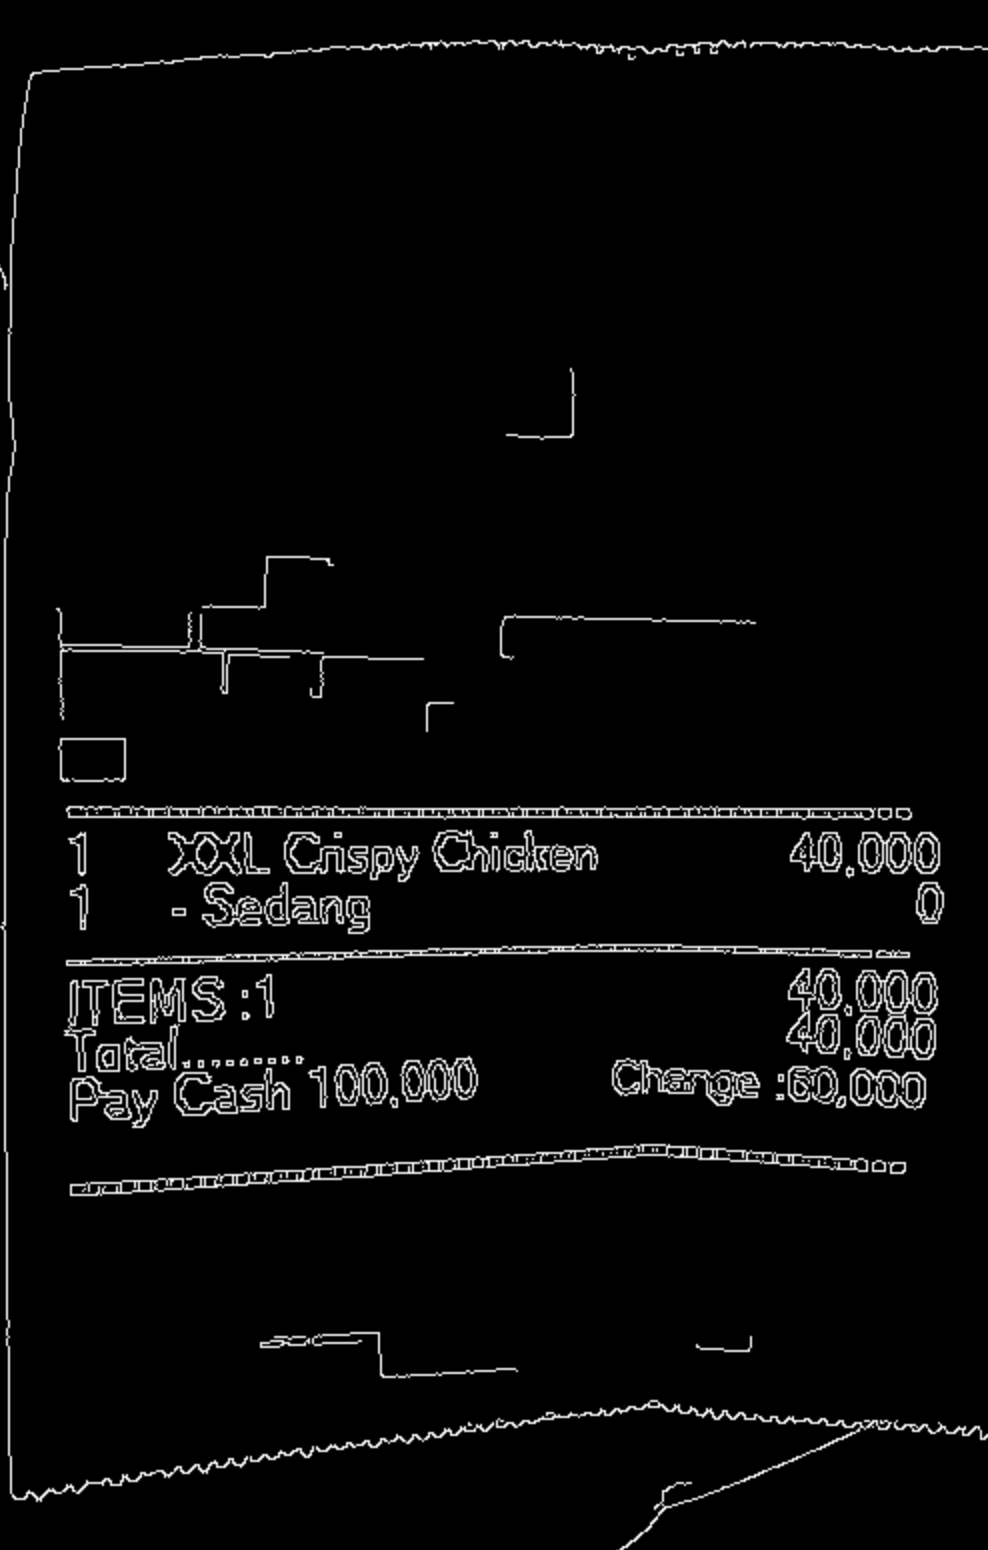 1 XXL Crispy Chicken 40,000
1 - Sedang 0
ITEMS :1 40,000
Total......... 40,000
Pay Cash 100,000 Change :60,000